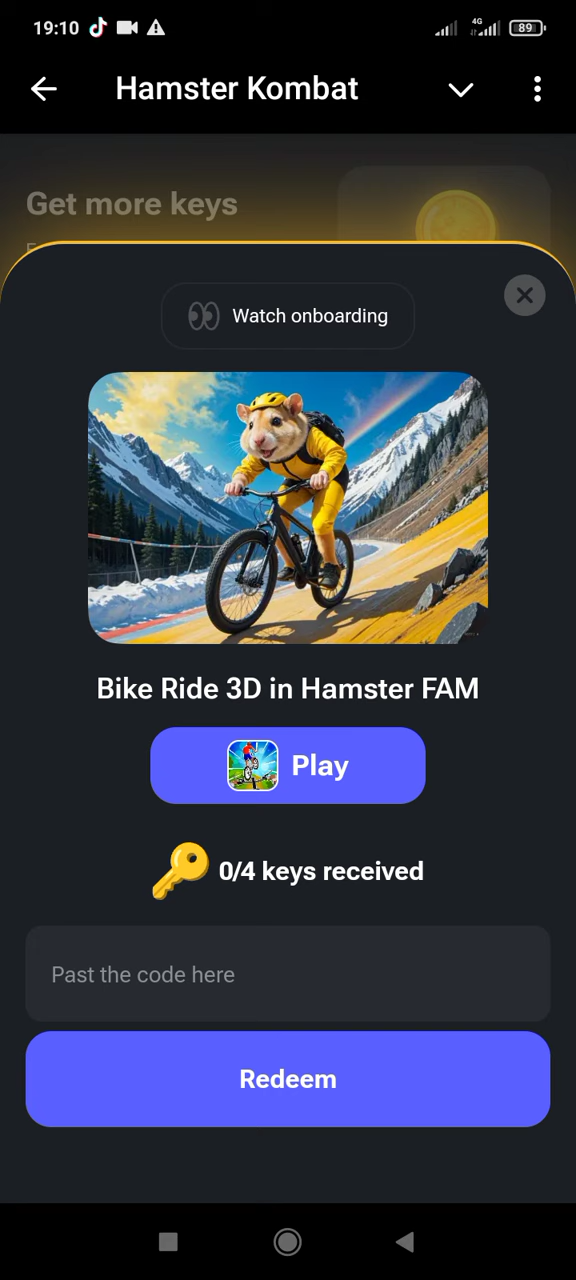 19:10
4G
89
Hamster Kombat
Get more keys
Watch onboarding
Bike Ride 3D in Hamster FAM
Play
0/4 keys received
Past the code here
Redeem